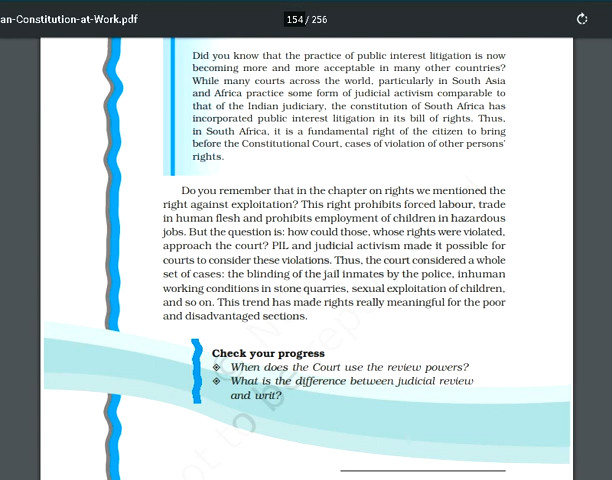 an-Constitution-at-Work.pdf
154 / 256
Did you know that the practice of public interest litigation is now
becoming more and more acceptable in many other countries?
While many courts across the world, particularly in South Asia
and Africa practice some form of judicial activism comparable to
that of the Indian judiciary, the constitution of South Africa has
incorporated public interest litigation in its bill of rights. Thus,
in South Africa, it is a fundamental right of the citizen to bring
before the Constitutional Court, cases of violation of other persons'
rights.
Do you remember that in the chapter on rights we mentioned the
right against exploitation? This right prohibits forced labour, trade
in human flesh and prohibits employment of children in hazardous
jobs. But the question is: how could those, whose rights were violated,
approach the court? PIL and judicial activism made it possible for
courts to consider these violations. Thus, the court considered a whole
set of cases: the blinding of the jail inmates by the police, inhuman
working conditions in stone quarries, sexual exploitation of children,
and so on. This trend has made rights really meaningful for the poor
and disadvantaged sections.
Check your progress
When does the Court use the review powers?
What is the difference between judicial review
and writ?